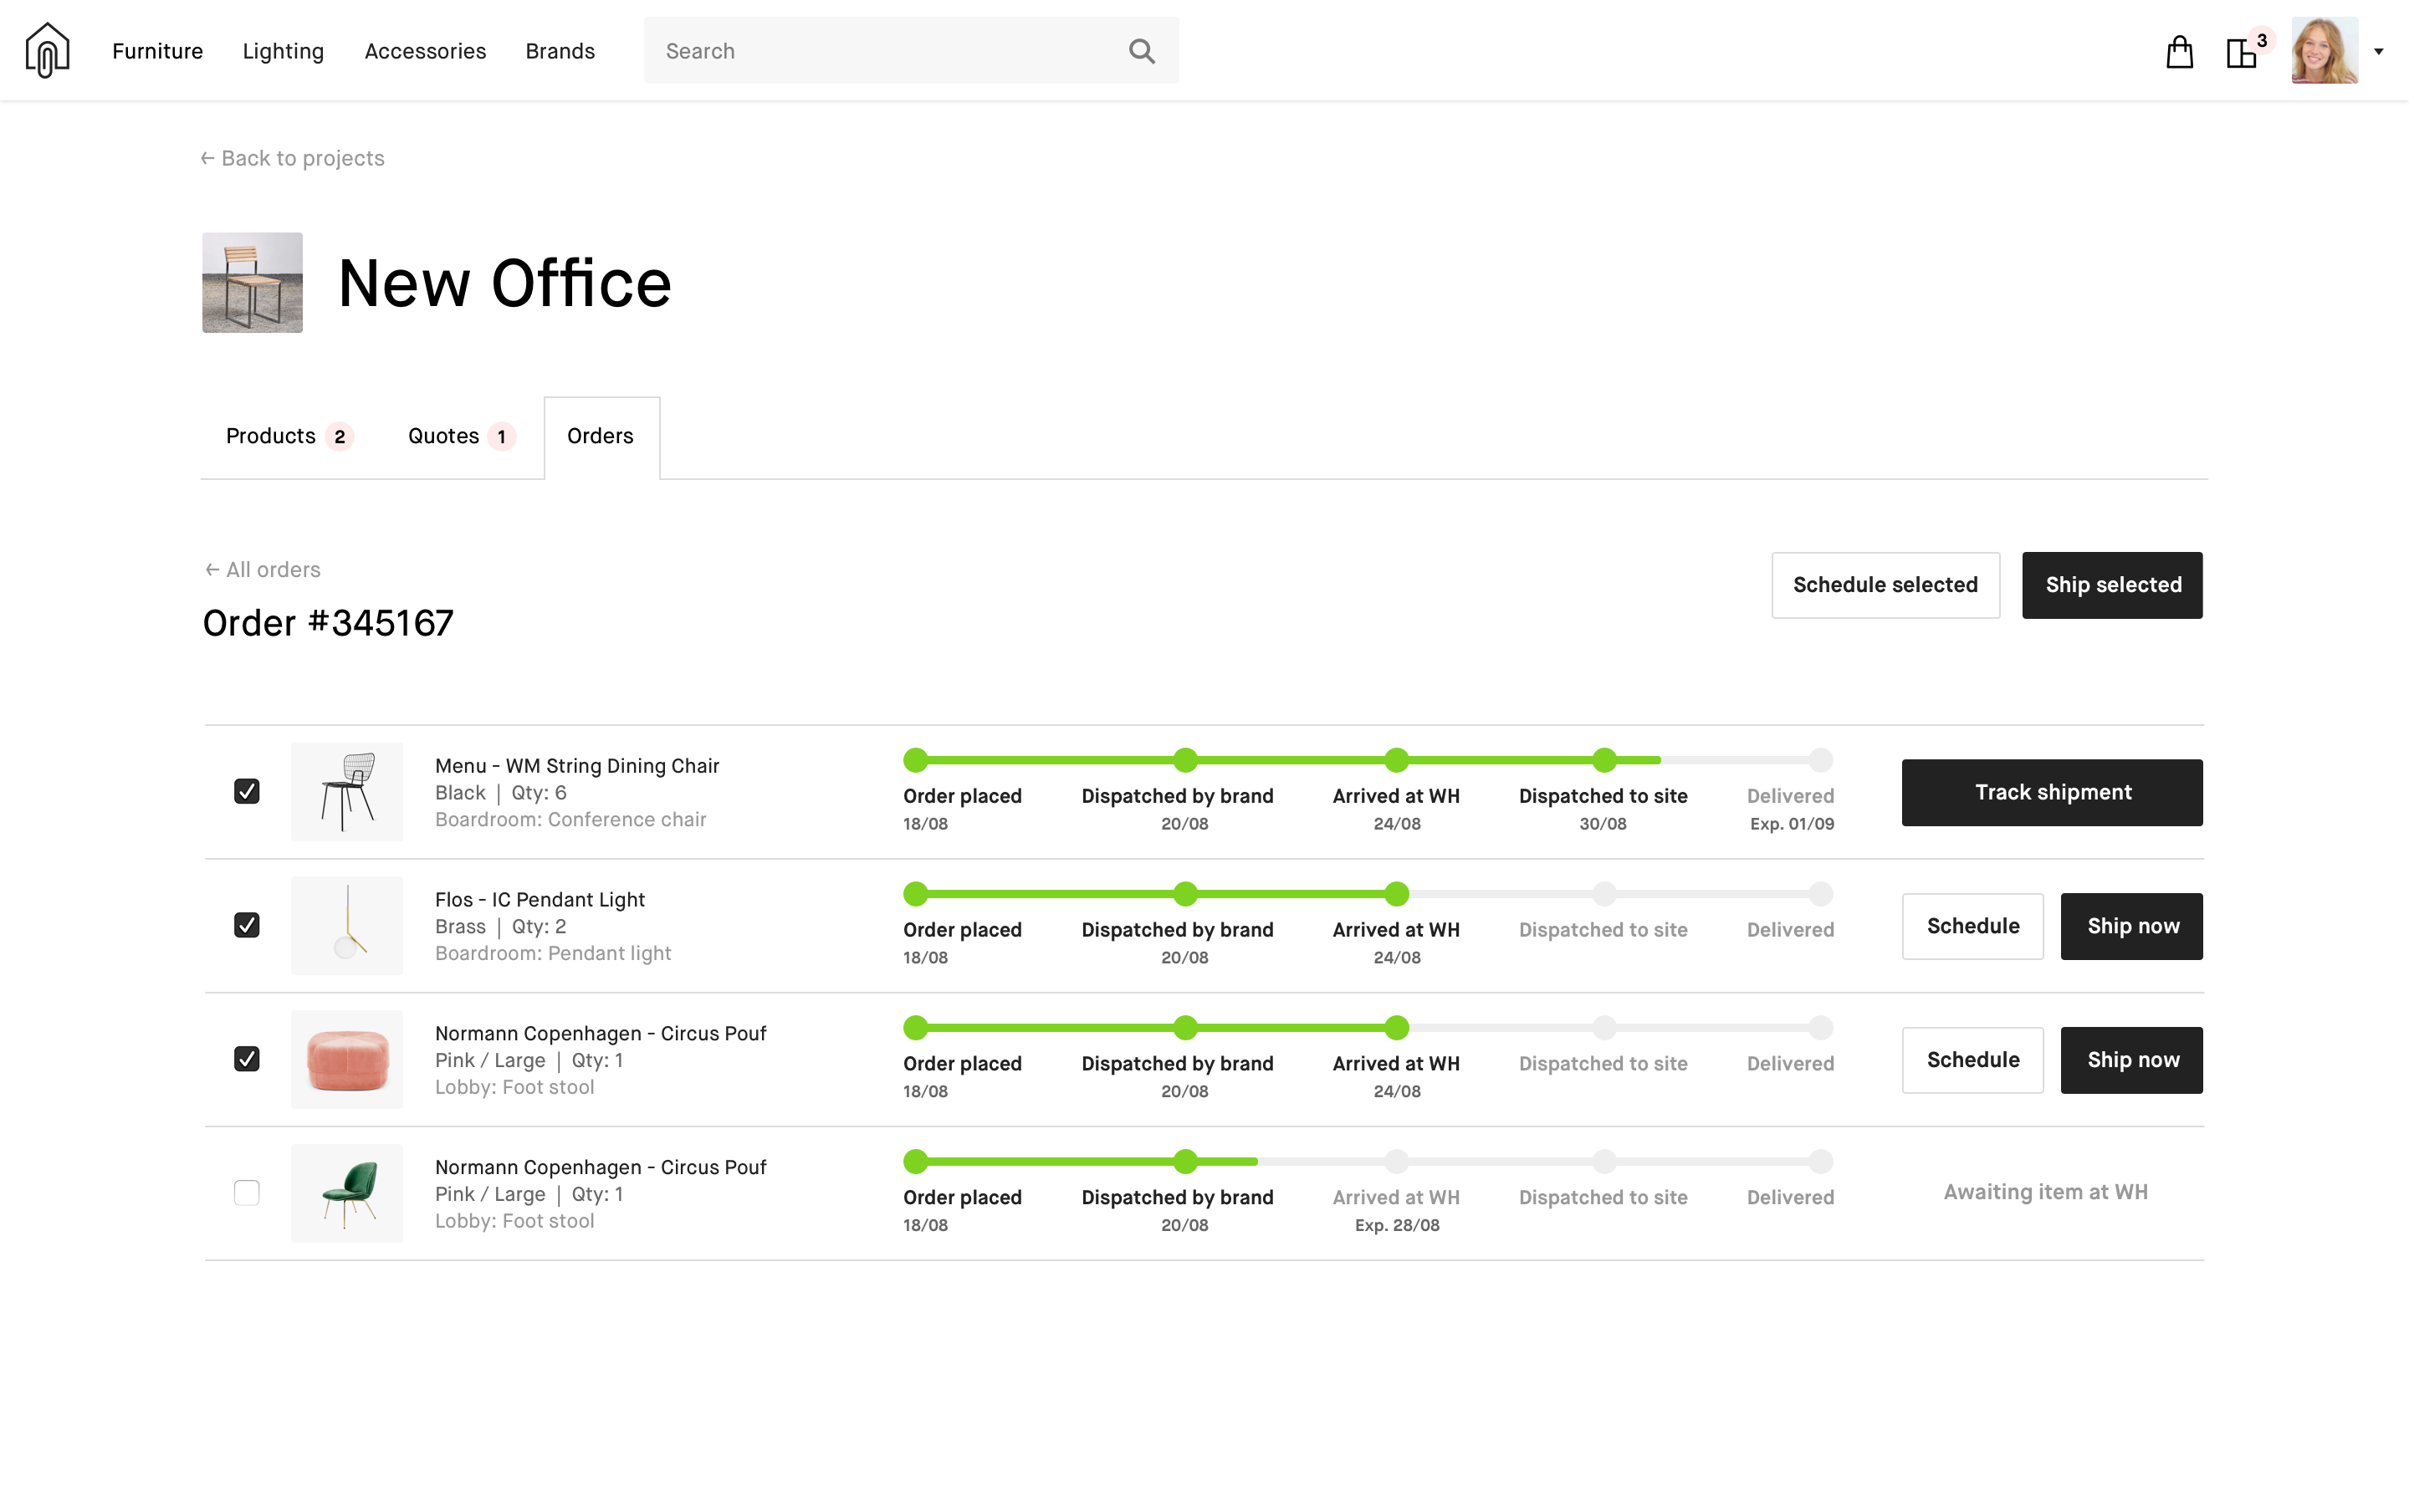 Furniture Lighting Accessories Brands Search 3
← Back to projects
New Office
Products 2 Quotes 1 Orders
← All orders
Order #345167
Schedule selected Ship selected
Menu - WM String Dining Chair
Black | Qty: 6
Boardroom: Conference chair
Order placed Dispatched by brand Arrived at WH Dispatched to site Delivered
18/08 20/08 24/08 30/08 Exp. 01/09
Track shipment
Flos - IC Pendant Light
Brass | Qty: 2
Boardroom: Pendant light
Order placed Dispatched by brand Arrived at WH Dispatched to site Delivered
18/08 20/08 24/08
Schedule Ship now
Normann Copenhagen - Circus Pouf
Pink / Large | Qty: 1
Lobby: Foot stool
Order placed Dispatched by brand Arrived at WH Dispatched to site Delivered
18/08 20/08 24/08
Schedule Ship now
Normann Copenhagen - Circus Pouf
Pink / Large | Qty: 1
Lobby: Foot stool
Order placed Dispatched by brand Arrived at WH Dispatched to site Delivered
18/08 20/08 Exp. 28/08
Awaiting item at WH